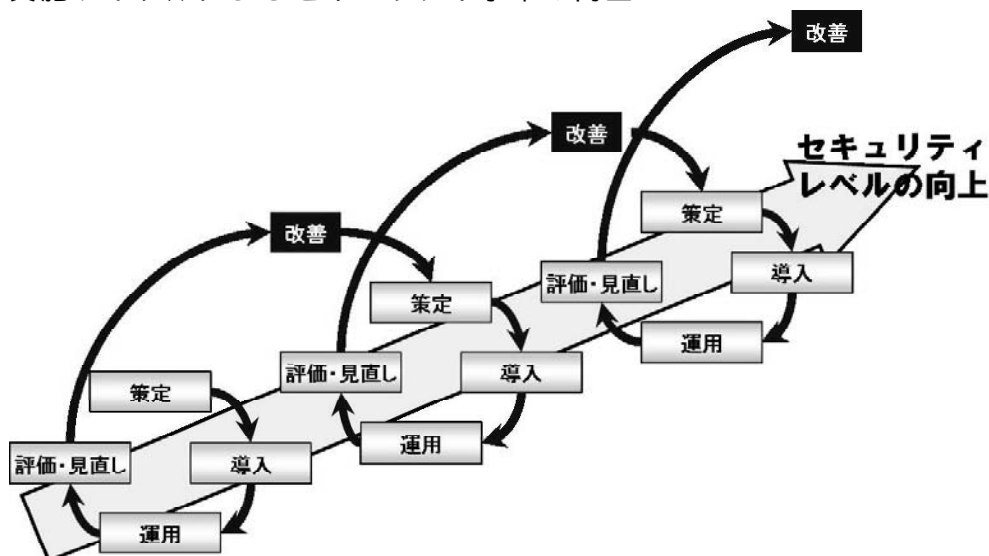 改善
改善
セキュリティ
レベルの向上
策定
改善
評価・見直し
導入
策定
運用
評価・見直し
導入
策定
運用
評価・見直し
導入
運用